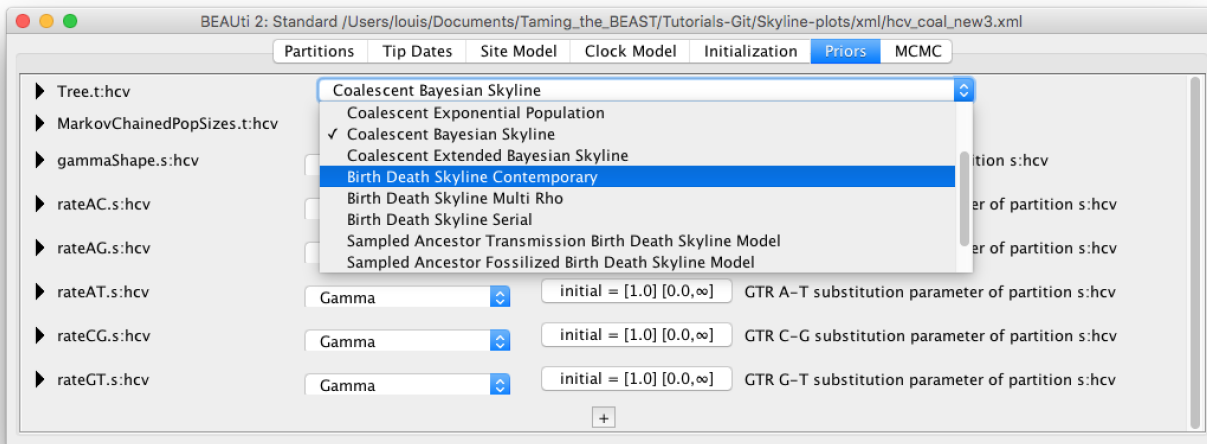 BEAUti 2: Standard /Users/louis/Documents/Taming_the_BEAST/Tutorials-Git/Skyline-plots/xml/hcv_coal_new3.xml
Partitions Tip Dates Site Model Clock Model Initialization Priors MCMC
Tree.t:hcv Coalescent Bayesian Skyline
Coalescent Exponential Population
MarkovChainedPopSizes.t:hcv ✓ Coalescent Bayesian Skyline
Coalescent Extended Bayesian Skyline
gammaShape.s:hcv s:hcv
Birth Death Skyline Contemporary
Birth Death Skyline Multi Rho
rateAC.s:hcv of partition s:hcv
Birth Death Skyline Serial
Sampled Ancestor Transmission Birth Death Skyline Model
rateAG.s:hcv of partition s:hcv
Sampled Ancestor Fossilized Birth Death Skyline Model
rateAT.s:hcv Gamma initial = [1.0] [0.0,∞] GTR A-T substitution parameter of partition s:hcv
rateCG.s:hcv Gamma initial = [1.0] [0.0,∞] GTR C-G substitution parameter of partition s:hcv
rateGT.s:hcv Gamma initial = [1.0] [0.0,∞] GTR G-T substitution parameter of partition s:hcv
+